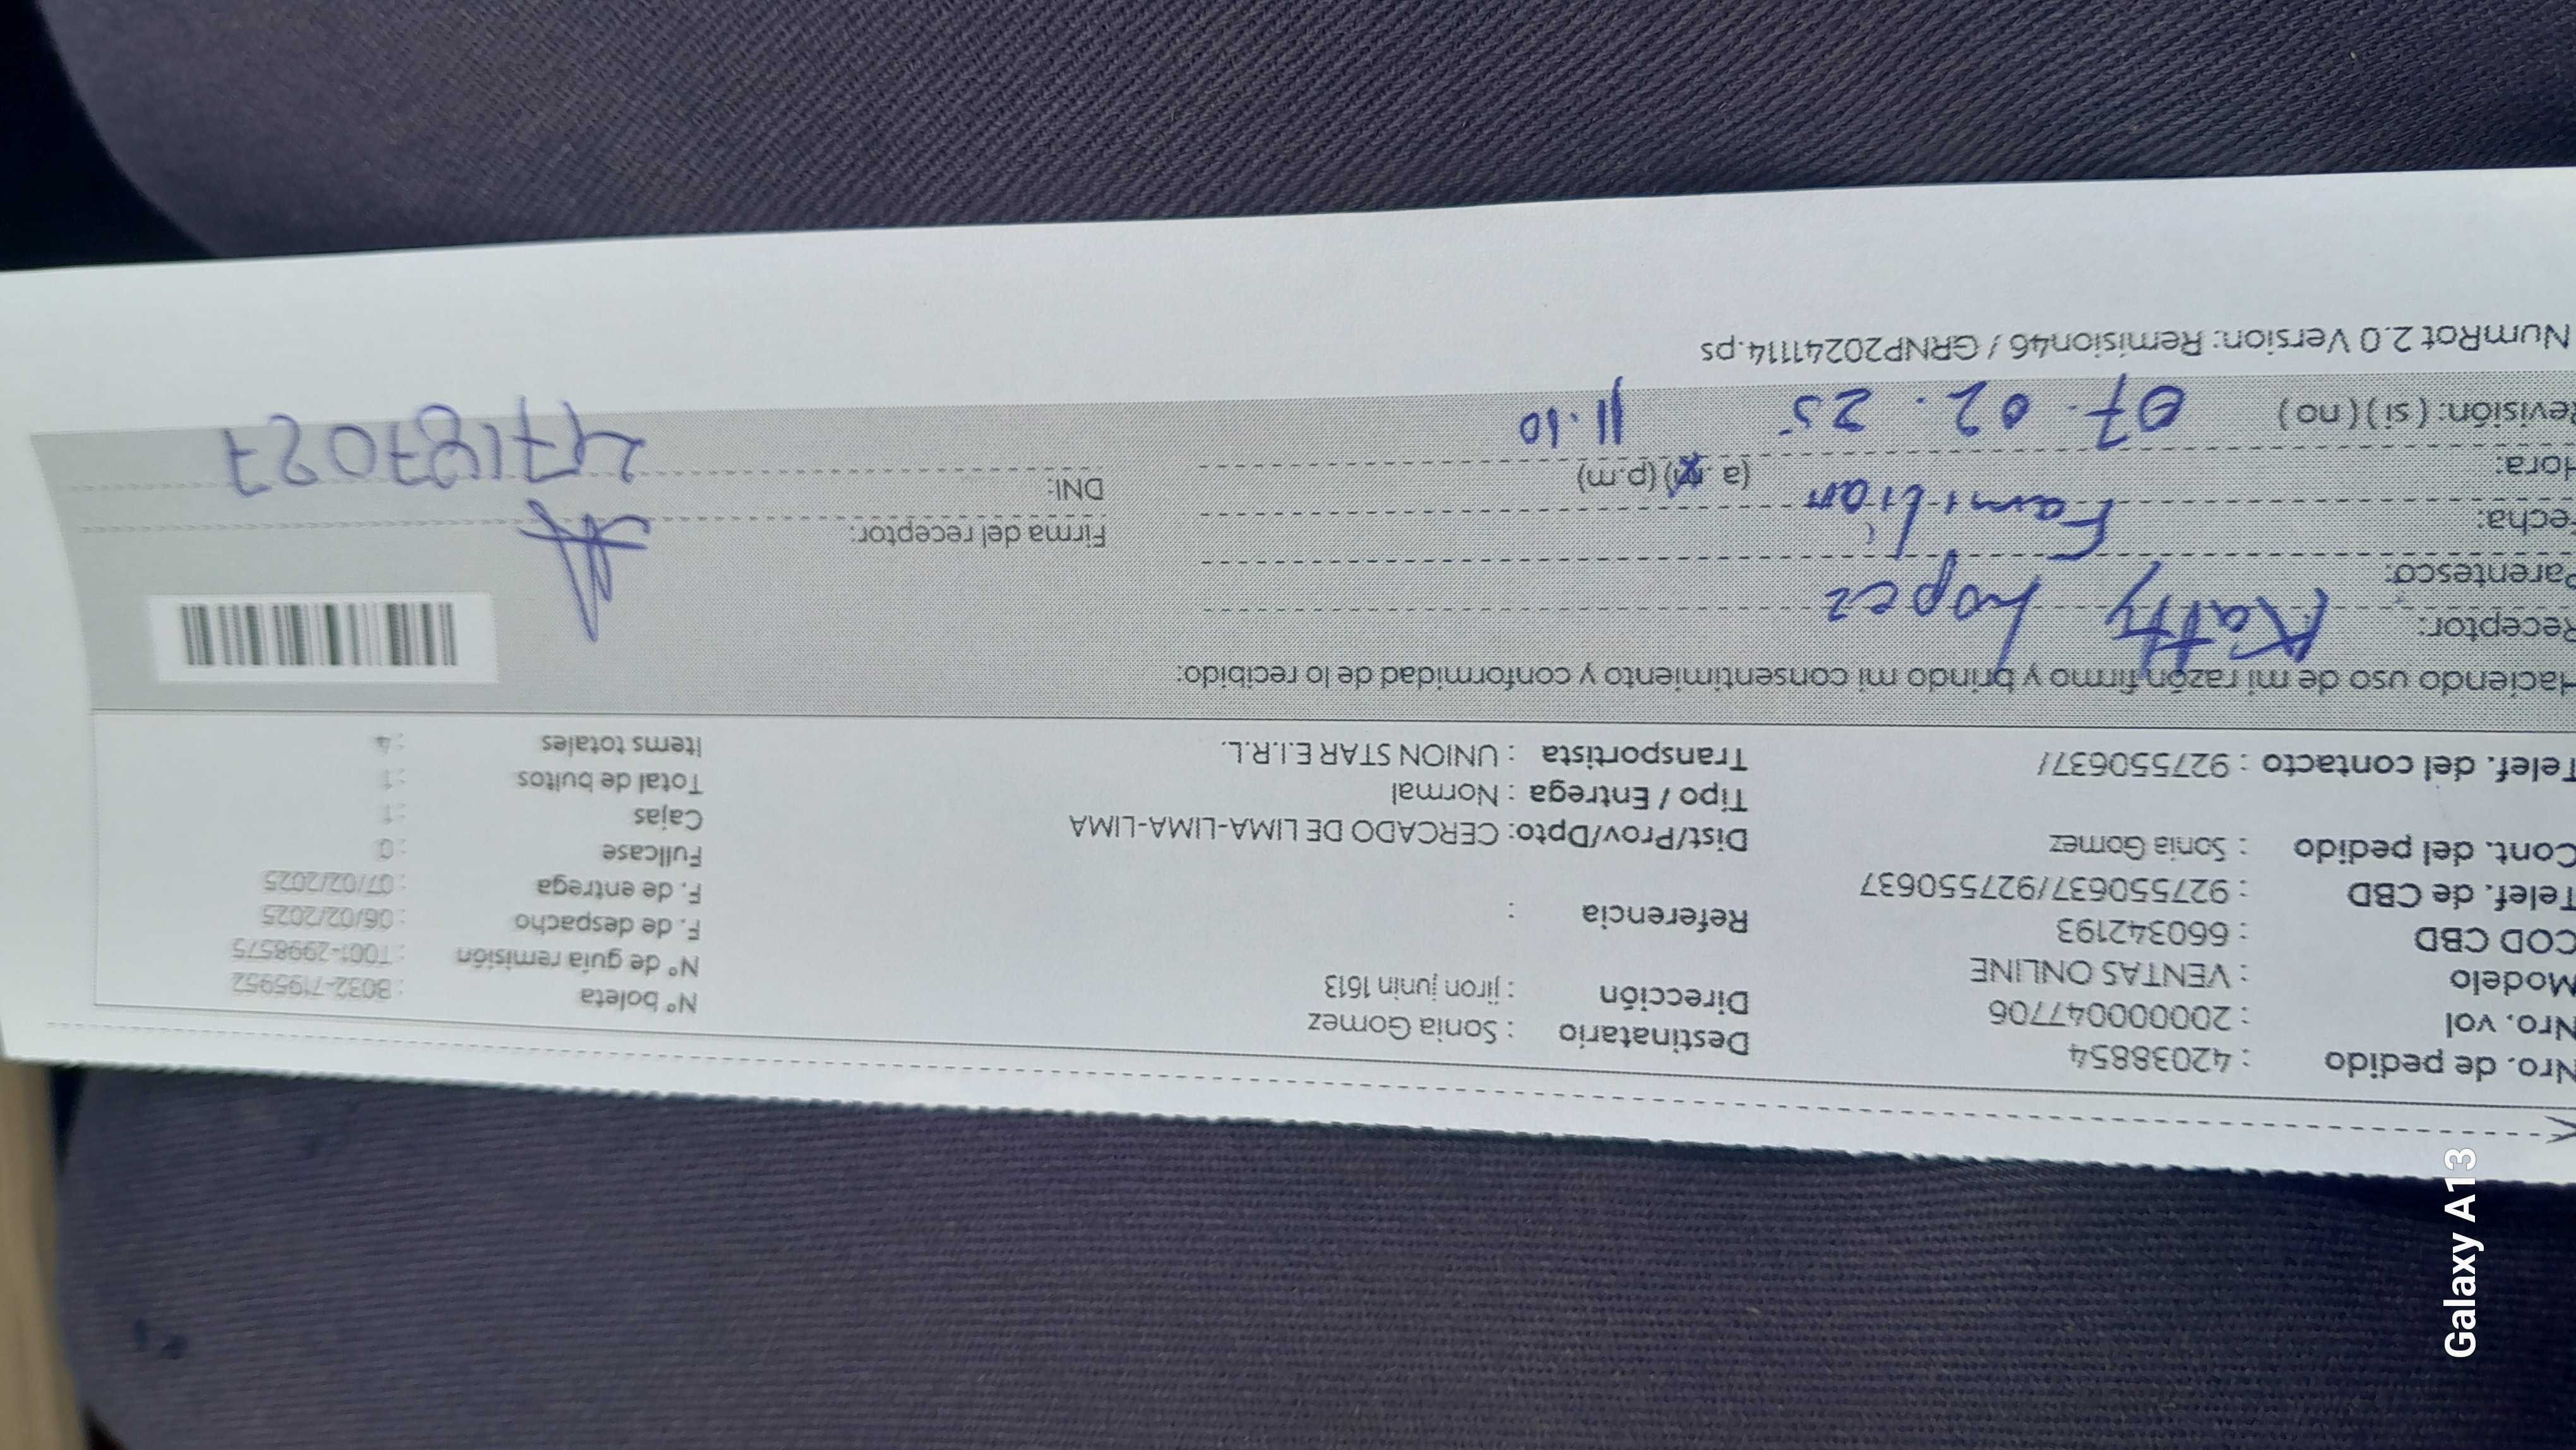 Nro. de pedido : 42038854
Nro. vol : 20000047706
Modelo : VENTAS ONLINE
COD CBD : 660342193
Telef. de CBD : 927550637/927550637
Cont. del pedido : Sonia Gomez
Telef. del contacto : 927550637/
Destinatario : Sonia Gomez
Dirección : jiron junin 1613
Referencia :
Dist/Prov/Dpto: CERCADO DE LIMA-LIMA-LIMA
Tipo / Entrega : Normal
Transportista : UNION STAR E.I.R.L.
N° boleta : B032-7195952
N° de guía remisión : T001-2998575
F. de despacho : 06/02/2025
F. de entrega : 07/02/2025
Fullcase : 0
Cajas : 1
Total de bultos : 1
Items totales : 4
Haciendo uso de mi razón firmo y brindo mi consentimiento y conformidad de lo recibido:
Receptor: Katty Lopez
Parentesco: Familiar
Fecha: 07.02.25
Hora: 11.10 (a.m) (p.m)
Revisión: (si) (no)
Firma del receptor:
DNI: 47187027
NumRot 2.0 Version: Remision46 / GRNP20241114.ps
Galaxy A13